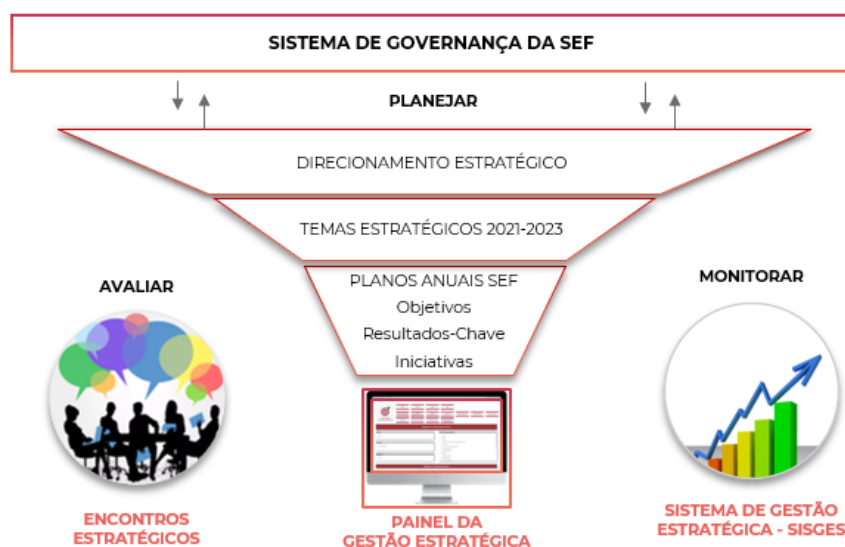 SISTEMA DE GOVERNANÇA DA SEF
PLANEJAR
DIRECIONAMENTO ESTRATÉGICO
TEMAS ESTRATÉGICOS 2021-2023
PLANOS ANUAIS SEF
Objetivos
Resultados-Chave
Iniciativas
AVALIAR
ENCONTROS
ESTRATÉGICOS
PAINEL DA
GESTÃO ESTRATÉGICA
MONITORAR
SISTEMA DE GESTÃO
ESTRATÉGICA - SISGES